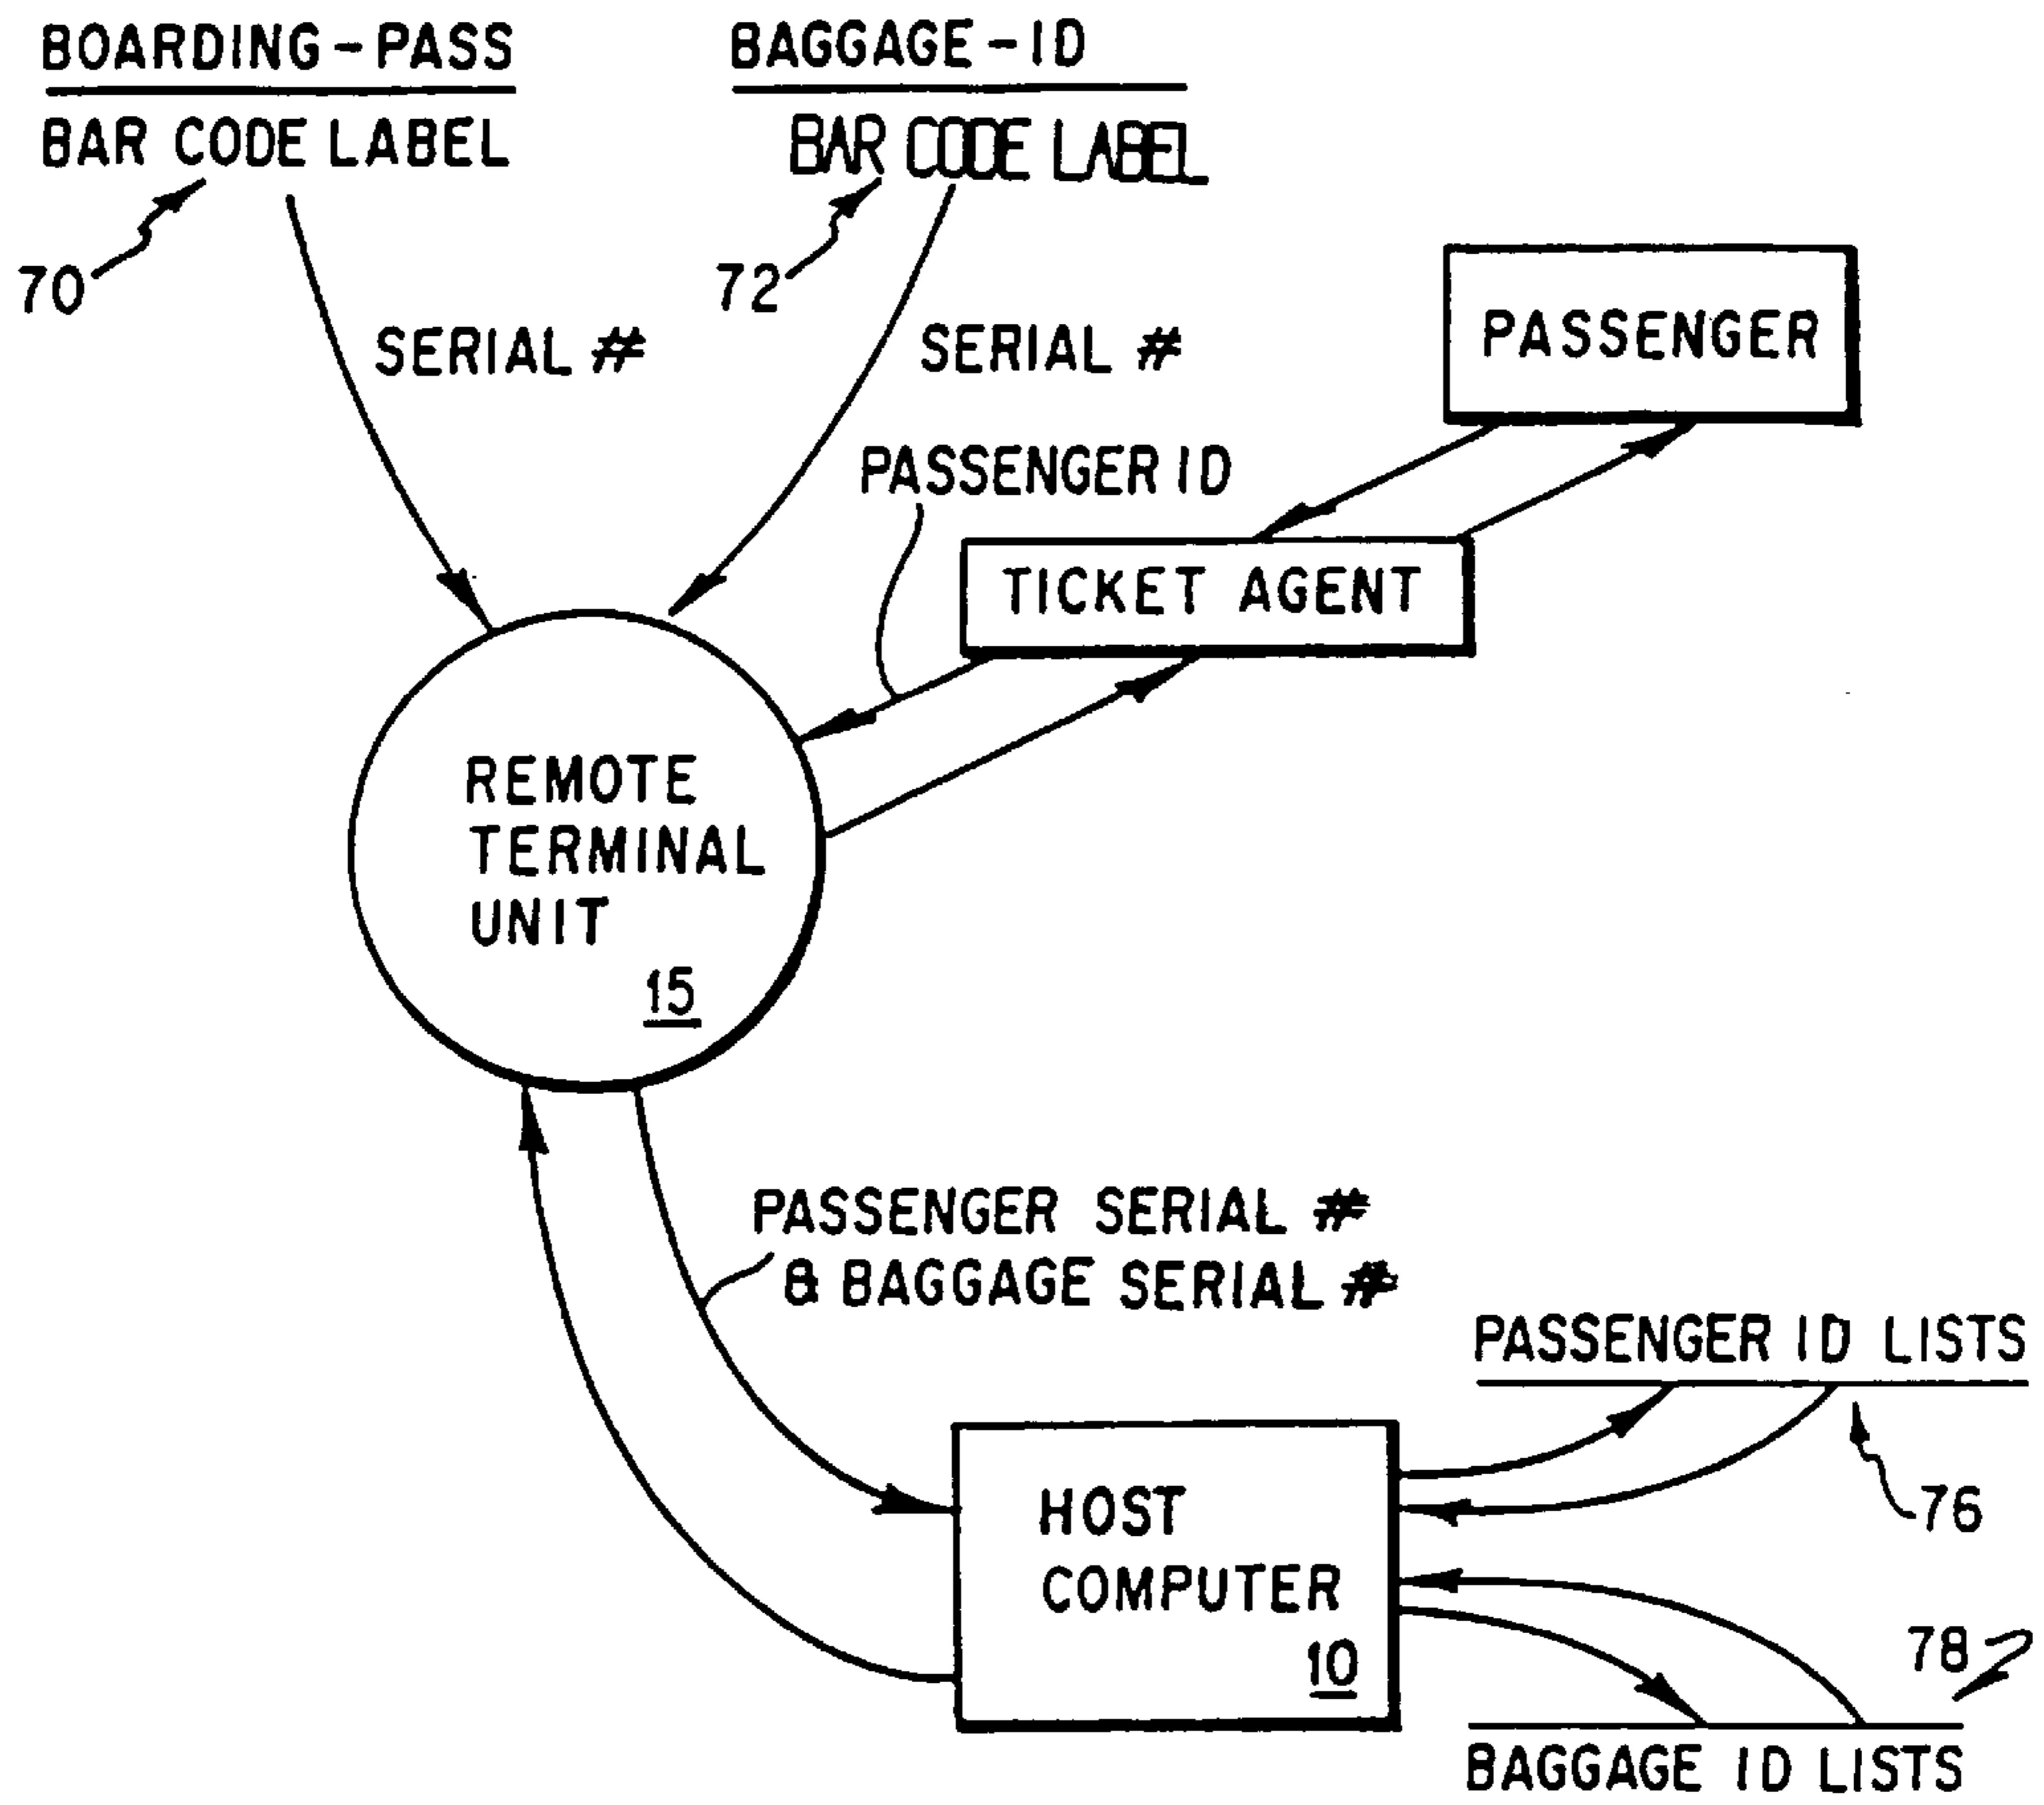 BOARDING-PASS
BAR CODE LABEL
70
SERIAL #
BAGGAGE-ID
BAR CODE LABEL
72
SERIAL #
PASSENGER
PASSENGER ID
TICKET AGENT
REMOTE
TERMINAL
UNIT
15
PASSENGER SERIAL #
& BAGGAGE SERIAL #
PASSENGER ID LISTS
76
HOST
COMPUTER
10
78
BAGGAGE ID LISTS